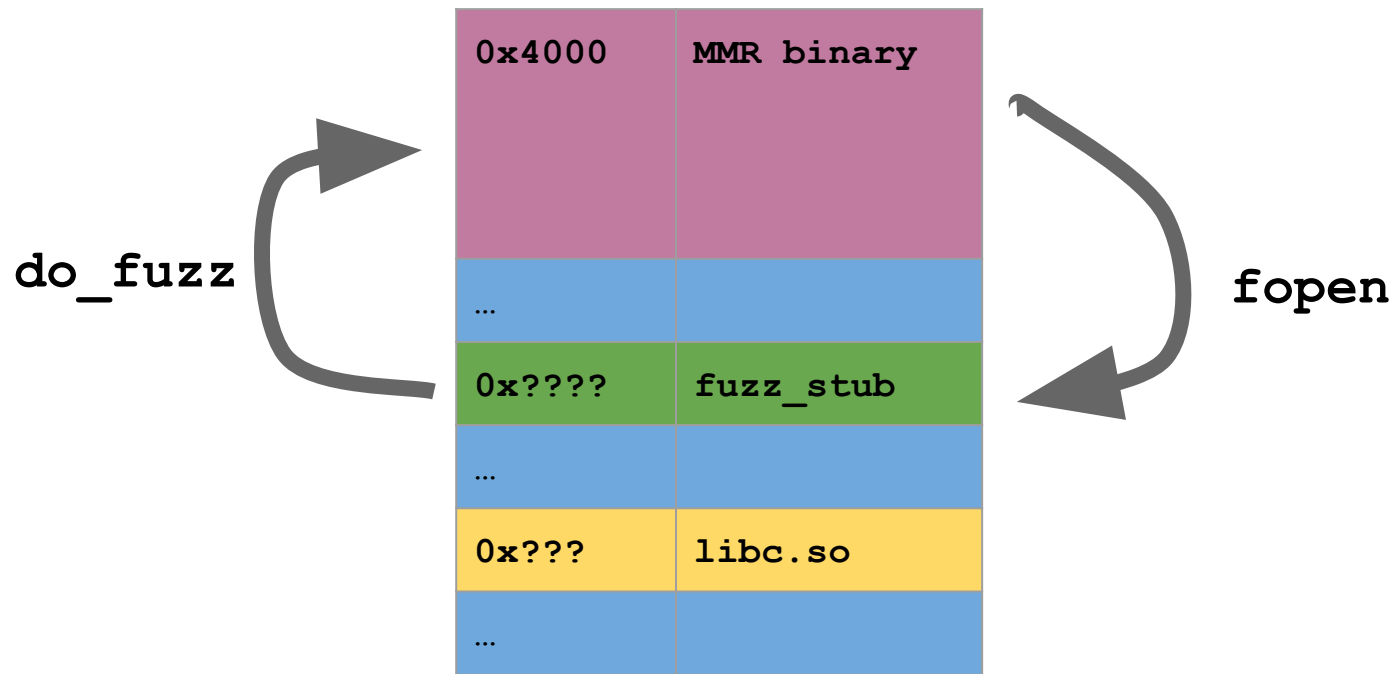 0x4000 MMR binary
do_fuzz
fopen
…
0x???? fuzz_stub
…
0x??? libc.so
…